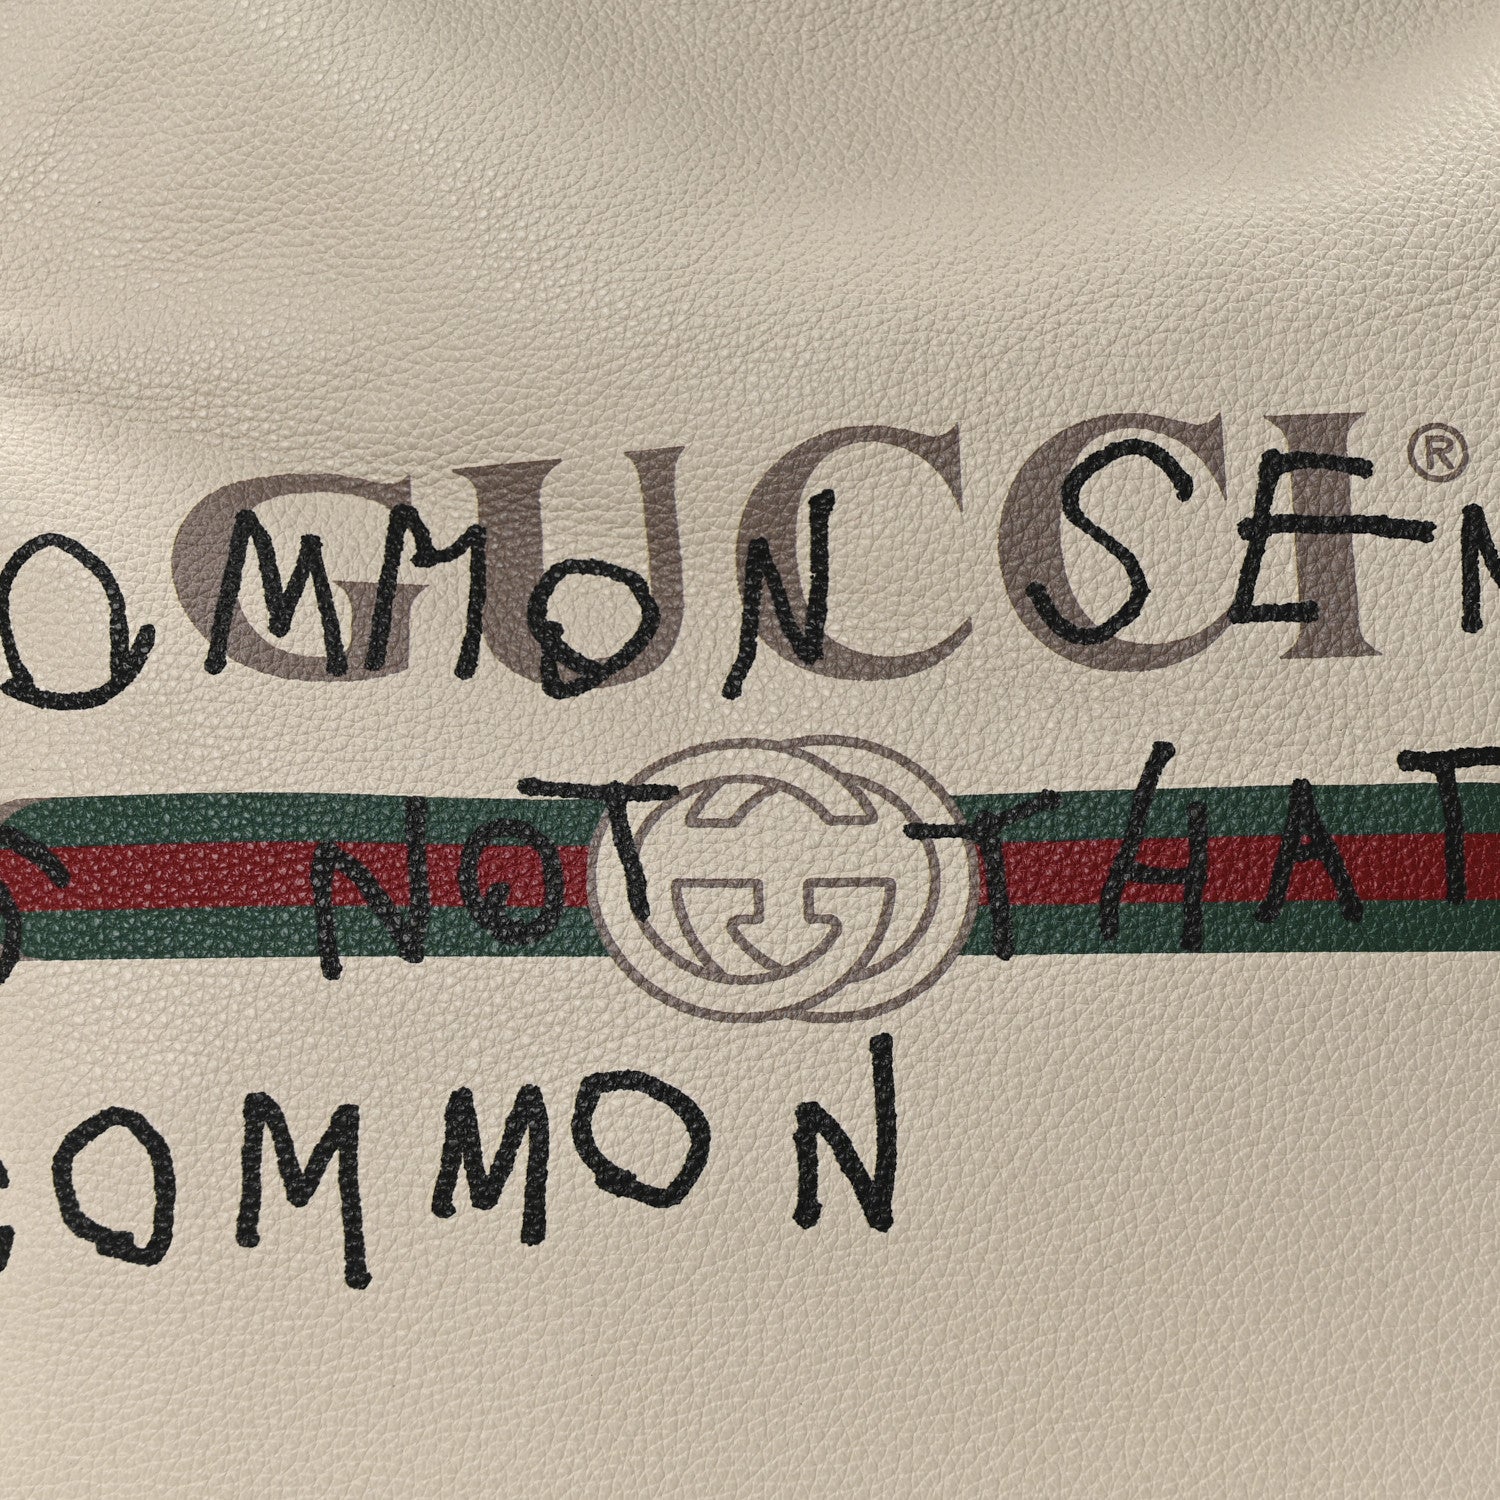 GUCCI ®
OMMON SEN
S NOT THAT
COMMON